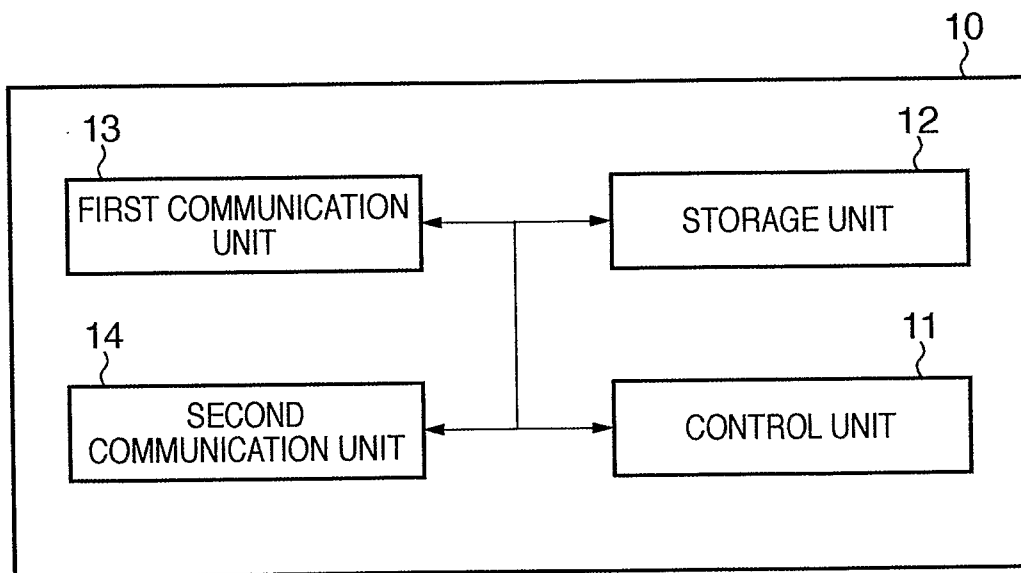 10
13
FIRST COMMUNICATION
UNIT
12
STORAGE UNIT
14
SECOND
COMMUNICATION UNIT
11
CONTROL UNIT